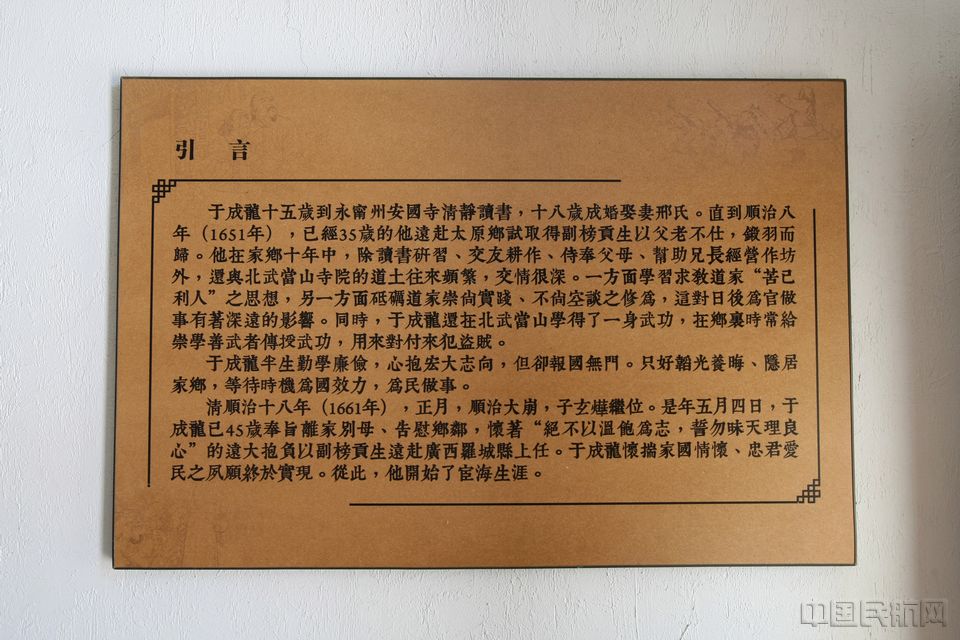 引 言
于成龍十五歲到永甯州安國寺清靜讀書，十八歲成婚娶妻邢氏。直到順治八
年（1651年），已經35歲的他遠赴太原鄉試取得副榜貢生以父老不仕，鍛羽而
歸。他在家鄉十年中，除讀書研習、交友耕作、侍奉父母、幫助兄長經營作坊
外，還與北武當山寺院的道士往來頻繁，交情很深。一方面學習求教道家“苦己
利人”之思想，另一方面砥礪道家崇尚實踐、不尚空談之修為，這對日後為官做
事有著深遠的影響。同時，于成龍還在北武當山學得了一身武功，在鄉裏時常給
崇學善武者傳授武功，用來對付來犯盜賊。
于成龍半生勤學廉儉，心抱宏大志向，但卻報國無門。只好韜光養晦、隱居
家鄉，等待時機為國效力，為民做事。
清順治十八年（1661年），正月，順治大崩，子玄燁繼位。是年五月四日，于
成龍已45歲奉旨離家別母、告慰鄉鄰，懷著“絕不以溫飽為志，誓勿昧天理良
心”的遠大抱負以副榜貢生遠赴廣西羅城縣上任。于成龍懷揣家國情懷、忠君愛
民之夙願終於實現。從此，他開始了宦海生涯。
中国民航网